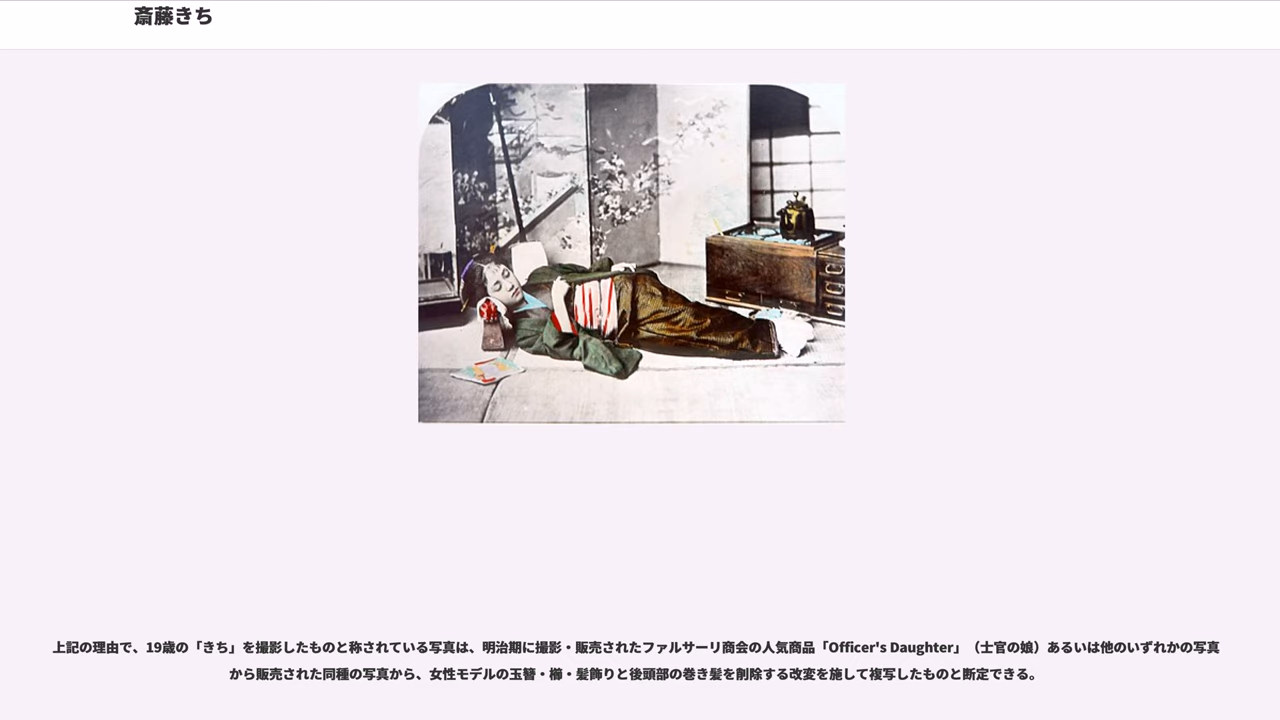 斎藤きち
上記の理由で、19歳の「きち」を撮影したものと称されている写真は、明治期に撮影・販売されたファルサーリ商会の人気商品「Officer's Daughter」（士官の娘）あるいは他のいずれかの写真
から販売された同種の写真から、女性モデルの玉簪・櫛・髪飾りと後頭部の巻き髪を削除する改変を施して複写したものと断定できる。